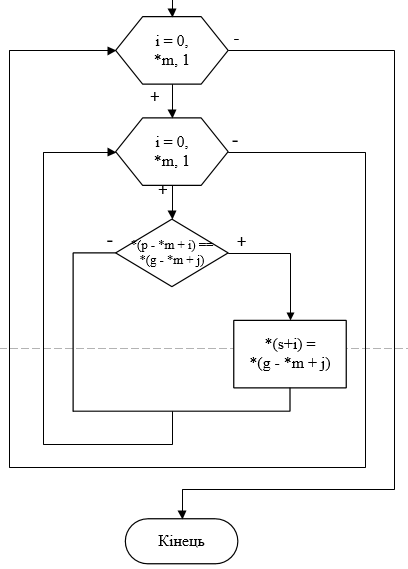 i = 0,
*m, 1
-
+
i = 0,
*m, 1
-
+
*(p - *m + i) ==
*(g - *m + j)
-
+
*(s+i) =
*(g - *m + j)
Кінець